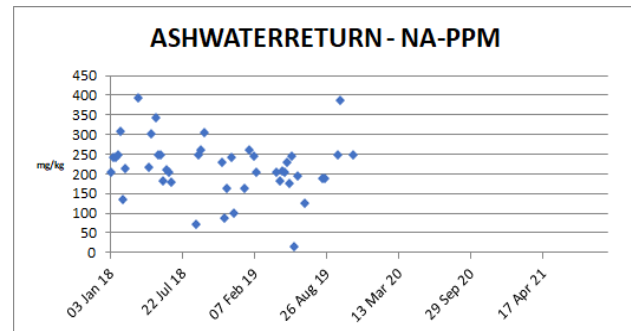 ASHWATERRETURN - NA-PPM
450
400
350
300
250
200
150
100
50
0
mg/kg
03 Jan 18
22 Jul 18
07 Feb 19
26 Aug 19
13 Mar 20
29 Sep 20
17 Apr 21